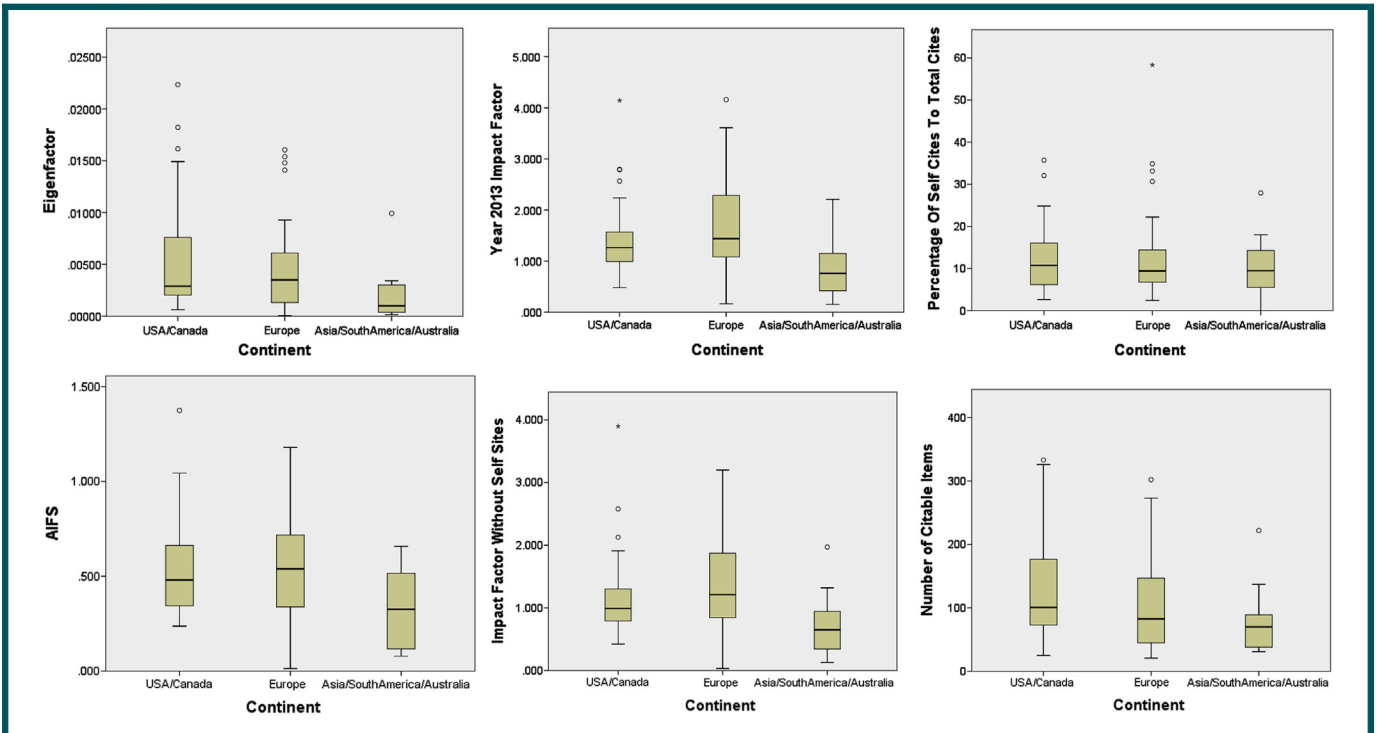 Eigenfactor
.02500
.02000
.01500
.01000
.00500
.00000
USA/Canada Europe Asia/SouthAmerica/Australia
Continent
Year 2013 Impact Factor
5.000
4.000
3.000
2.000
1.000
.000
USA/Canada Europe Asia/SouthAmerica/Australia
Continent
Percentage Of Self Cites To Total Cites
60
50
40
30
20
10
0
USA/Canada Europe Asia/SouthAmerica/Australia
Continent
AIFS
1.500
1.000
.500
.000
USA/Canada Europe Asia/SouthAmerica/Australia
Continent
Impact Factor Without Self Sites
4.000
3.000
2.000
1.000
.000
USA/Canada Europe Asia/SouthAmerica/Australia
Continent
Number of Citable Items
400
300
200
100
0
USA/Canada Europe Asia/SouthAmerica/Australia
Continent